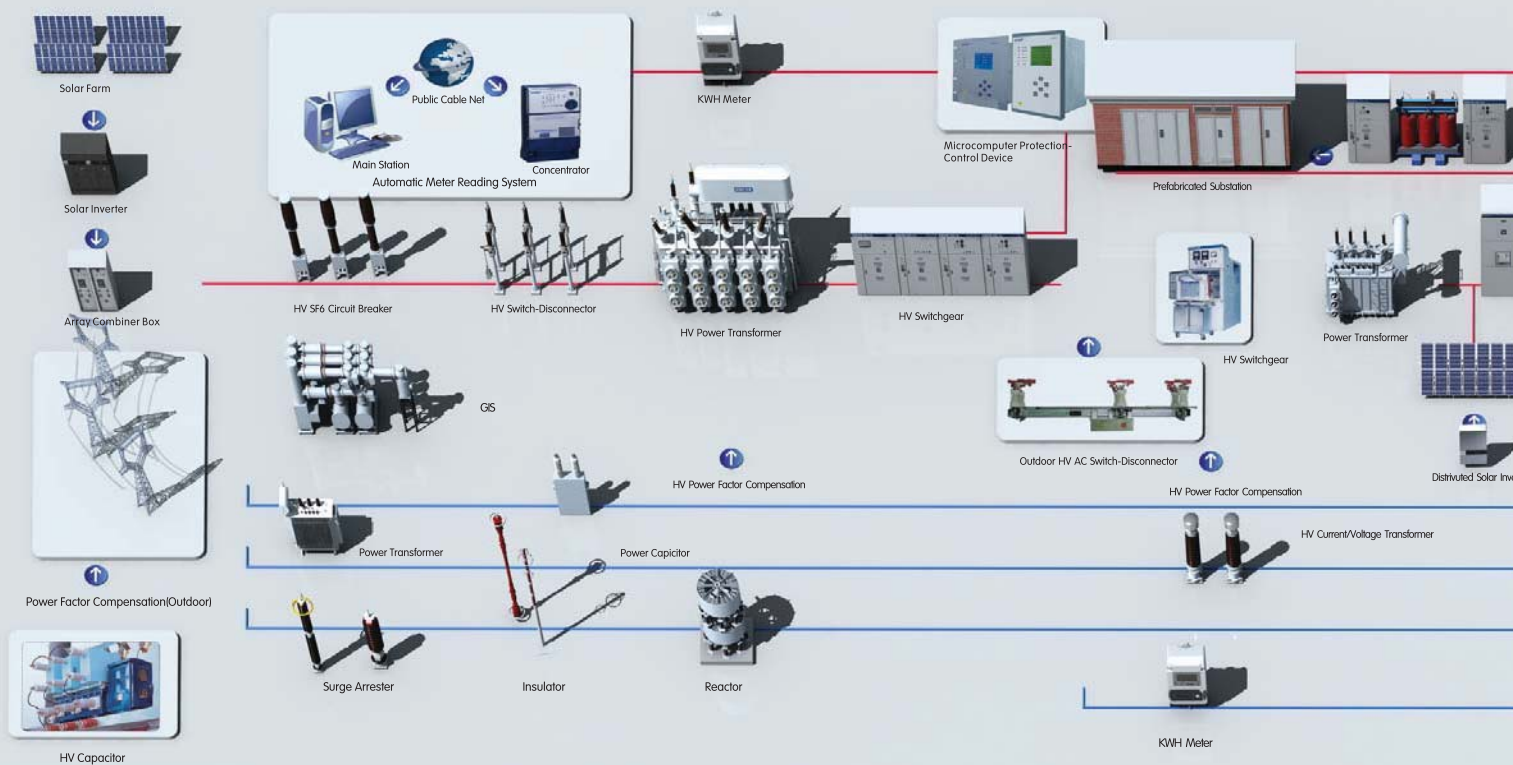 Solar Farm
Solar Inverter
Array Combiner Box
Power Factor Compensation(Outdoor)
HV Capacitor
Public Cable Net
Main Station
Concentrator
Automatic Meter Reading System
KWH Meter
Microcomputer Protection-
Control Device
Prefabricated Substation
HV SF6 Circuit Breaker
HV Switch-Disconnector
HV Power Transformer
HV Switchgear
HV Switchgear
Power Transformer
GIS
Outdoor HV AC Switch-Disconnector
HV Power Factor Compensation
HV Power Factor Compensation
Distrivuted Solar Inve
Power Transformer
Power Capicitor
HV Current/Voltage Transformer
Surge Arrester
Insulator
Reactor
KWH Meter